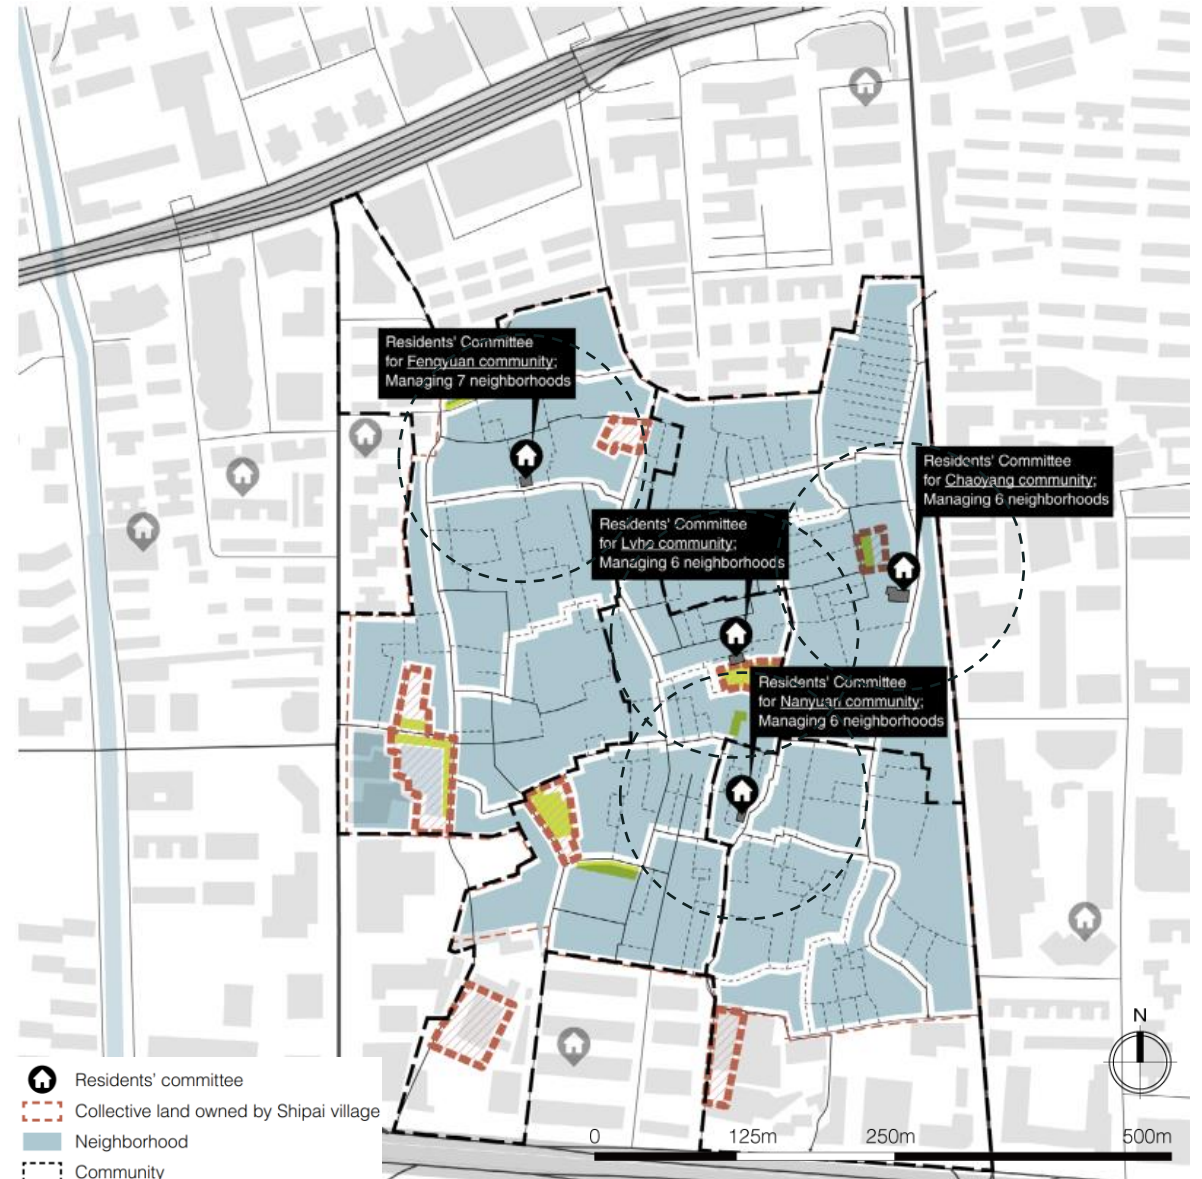 Residents' Committee
for Fengyuan community;
Managing 7 neighborhoods
Residents' Committee
for Chaoyang community;
Managing 6 neighborhoods
Residents' Committee
for Lvhe community;
Managing 6 neighborhoods
Residents' Committee
for Nanyuan community;
Managing 6 neighborhoods
N
Residents' committee
Collective land owned by Shipai village
Neighborhood
Community
0 125m 250m 500m